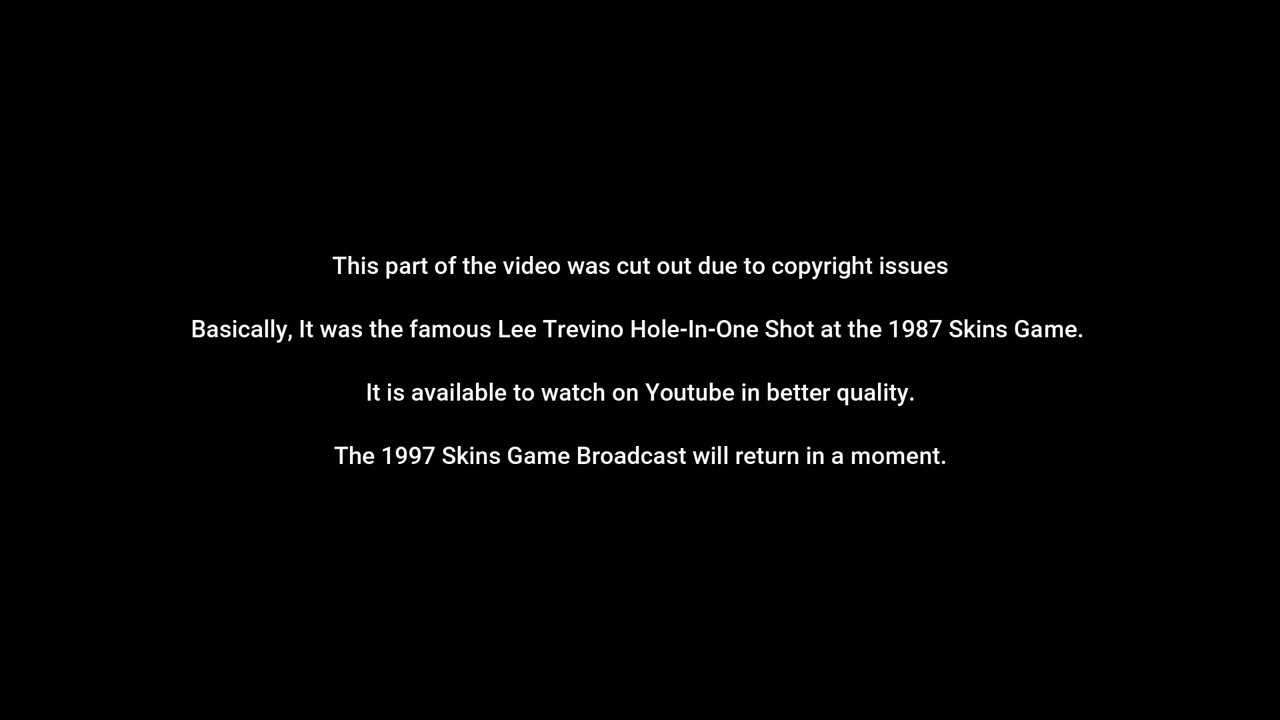 This part of the video was cut out due to copyright issues
Basically, It was the famous Lee Trevino Hole-In-One Shot at the 1987 Skins Game.
It is available to watch on Youtube in better quality.
The 1997 Skins Game Broadcast will return in a moment.